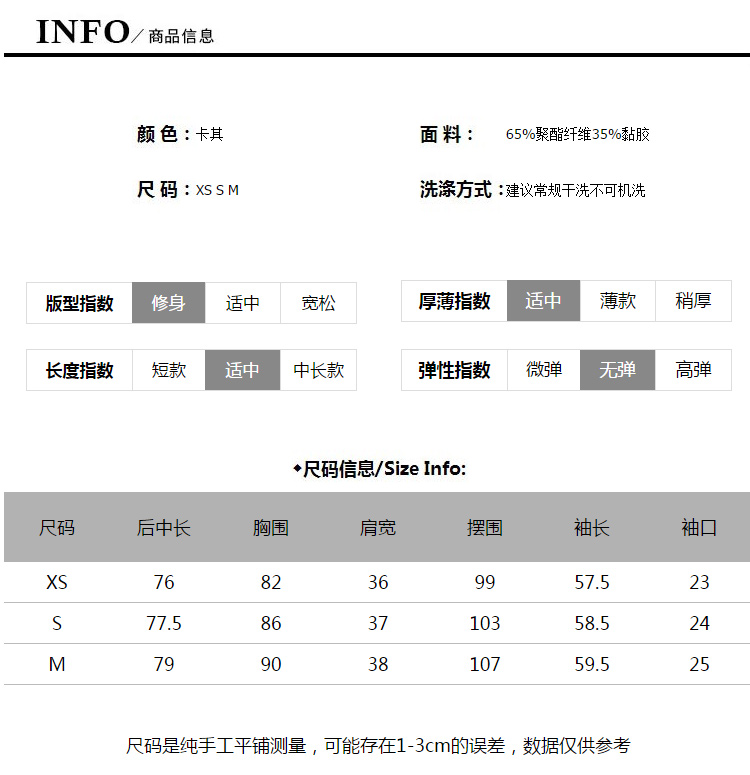 INFO/商品信息
颜 色：卡其
面 料： 65%聚酯纤维35%黏胶
尺 码：XS S M
洗涤方式：建议常规干洗不可机洗
版型指数 修身 适中 宽松
厚薄指数 适中 薄款 稍厚
长度指数 短款 适中 中长款
弹性指数 微弹 无弹 高弹
◆尺码信息/Size Info:
尺码 后中长 胸围 肩宽 摆围 袖长 袖口
XS 76 82 36 99 57.5 23
S 77.5 86 37 103 58.5 24
M 79 90 38 107 59.5 25
尺码是纯手工平铺测量，可能存在1-3cm的误差，数据仅供参考